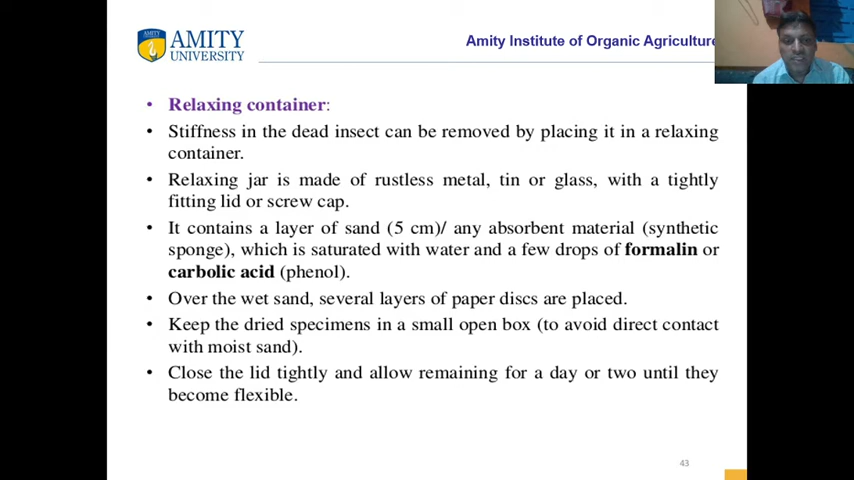 AMITY
AMITY
UNIVERSITY
Amity Institute of Organic Agriculture
• Relaxing container:
• Stiffness in the dead insect can be removed by placing it in a relaxing
container.
• Relaxing jar is made of rustless metal, tin or glass, with a tightly
fitting lid or screw cap.
• It contains a layer of sand (5 cm)/ any absorbent material (synthetic
sponge), which is saturated with water and a few drops of formalin or
carbolic acid (phenol).
• Over the wet sand, several layers of paper discs are placed.
• Keep the dried specimens in a small open box (to avoid direct contact
with moist sand).
• Close the lid tightly and allow remaining for a day or two until they
become flexible.
43